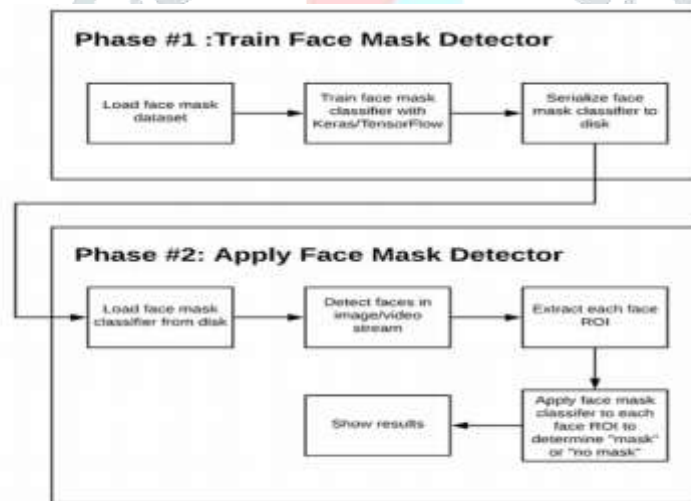 Phase #1 :Train Face Mask Detector
Load face mask
dataset
Train face mask
classifier with
Keras/TensorFlow
Serialize face
mask classifier to
disk
Phase #2: Apply Face Mask Detector
Load face mask
classifier from disk
Detect faces in
image/video
stream
Extract each face
ROI
Apply face mask
classifer to each
face ROI to
determine "mask"
or "no mask"
Show results